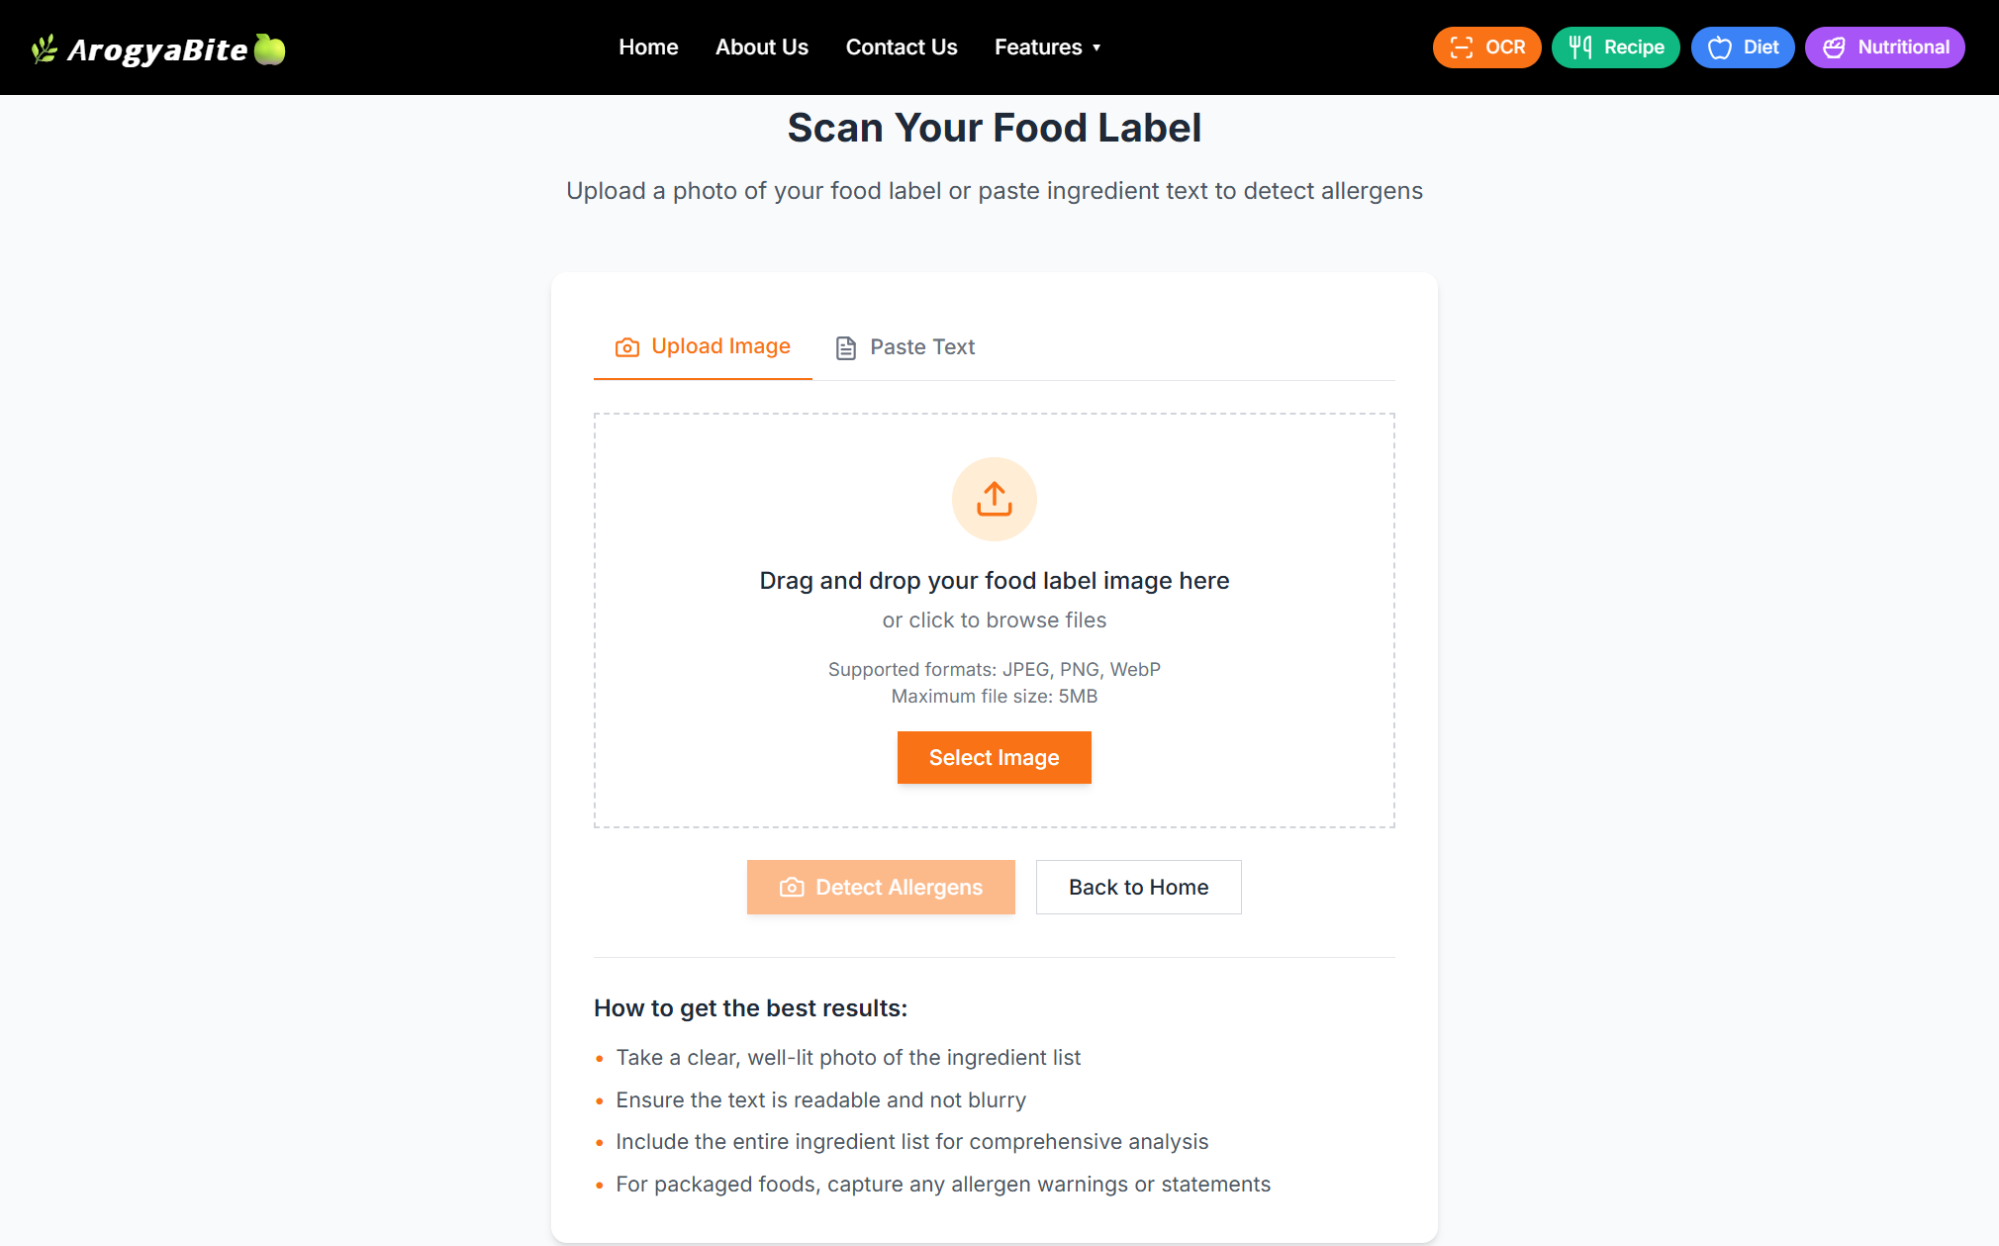 ArogyaBite
Home
About Us
Contact Us
Features
OCR
Recipe
Diet
Nutritional
Scan Your Food Label
Upload a photo of your food label or paste ingredient text to detect allergens
Upload Image
Paste Text
Drag and drop your food label image here
or click to browse files
Supported formats: JPEG, PNG, WebP
Maximum file size: 5MB
Select Image
Detect Allergens
Back to Home
How to get the best results:
• Take a clear, well-lit photo of the ingredient list
• Ensure the text is readable and not blurry
• Include the entire ingredient list for comprehensive analysis
• For packaged foods, capture any allergen warnings or statements